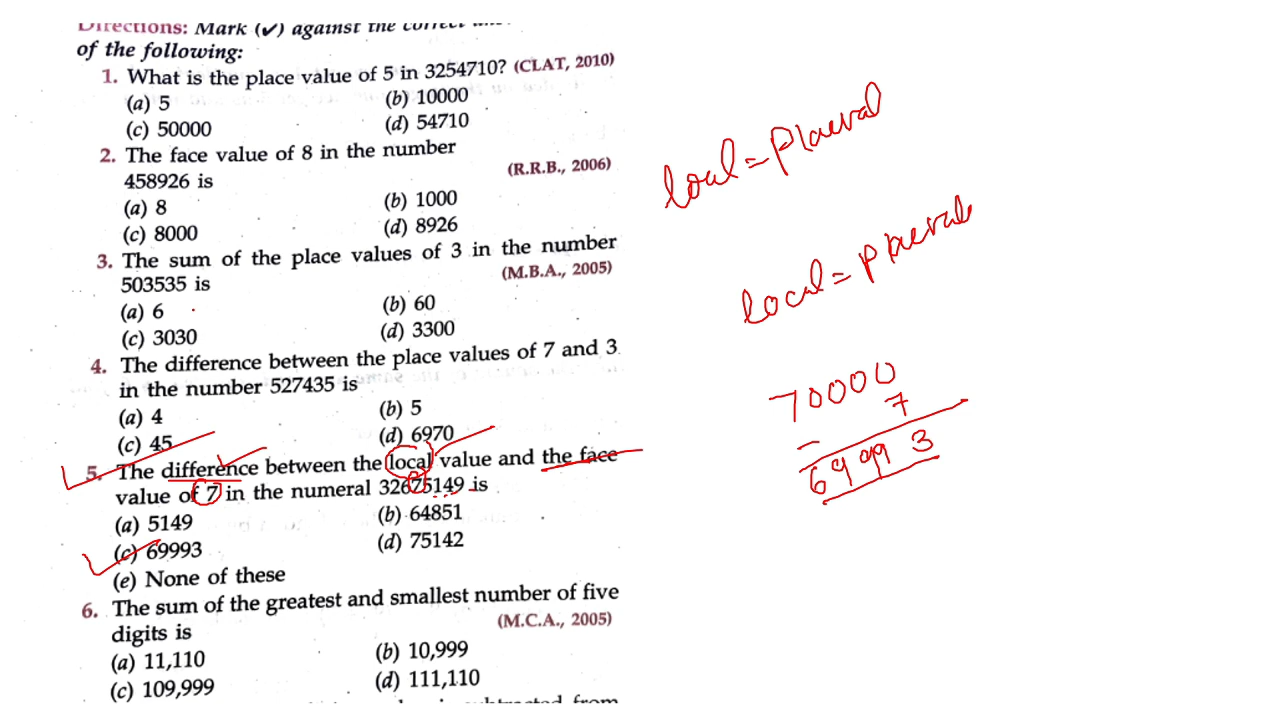 Directions: Mark (✓) against the correct
of the following:
1. What is the place value of 5 in 3254710? (CLAT, 2010)
(a) 5 (b) 10000
(c) 50000 (d) 54710
2. The face value of 8 in the number
458926 is (R.R.B., 2006)
(a) 8 (b) 1000
(c) 8000 (d) 8926
3. The sum of the place values of 3 in the number
503535 is (M.B.A., 2005)
(a) 6 (b) 60
(c) 3030 (d) 3300
4. The difference between the place values of 7 and 3
in the number 527435 is
(a) 4 (b) 5
(c) 45 (d) 6970
5. The difference between the local value and the face
value of 7 in the numeral 32675149 is
(a) 5149 (b) 64851
(c) 69993 (d) 75142
(e) None of these
6. The sum of the greatest and smallest number of five
digits is (M.C.A., 2005)
(a) 11,110 (b) 10,999
(c) 109,999 (d) 111,110
subtracted from
local =
70000
- 7
69993